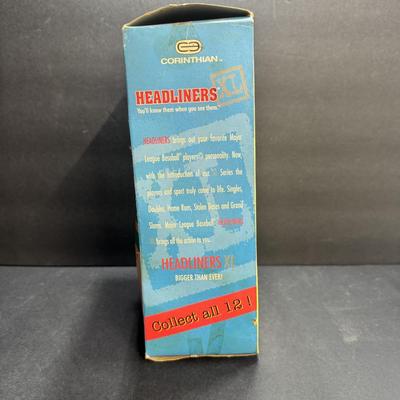 CORINTHIAN™
HEADLINERS XL
You'll know them when you see them.™
HEADLINERS brings out your favorite Major
League Baseball players personality. Now,
with the introduction of our XL Series the
players and sport truly come to life. Singles,
Doubles, Home Runs, Stolen Bases and Grand
Slams. Major League Baseball HEADLINERS
XL brings all the action to you.
HEADLINERS XL
BIGGER THAN EVER!
Collect all 12!